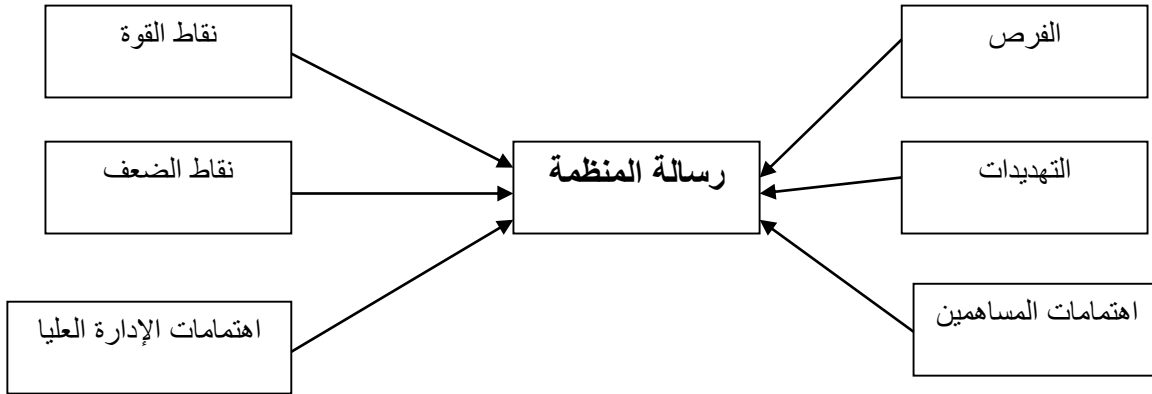 الفرص
نقاط القوة
رسالة المنظمة
التهديدات
نقاط الضعف
اهتمامات المساهمين
اهتمامات الإدارة العليا